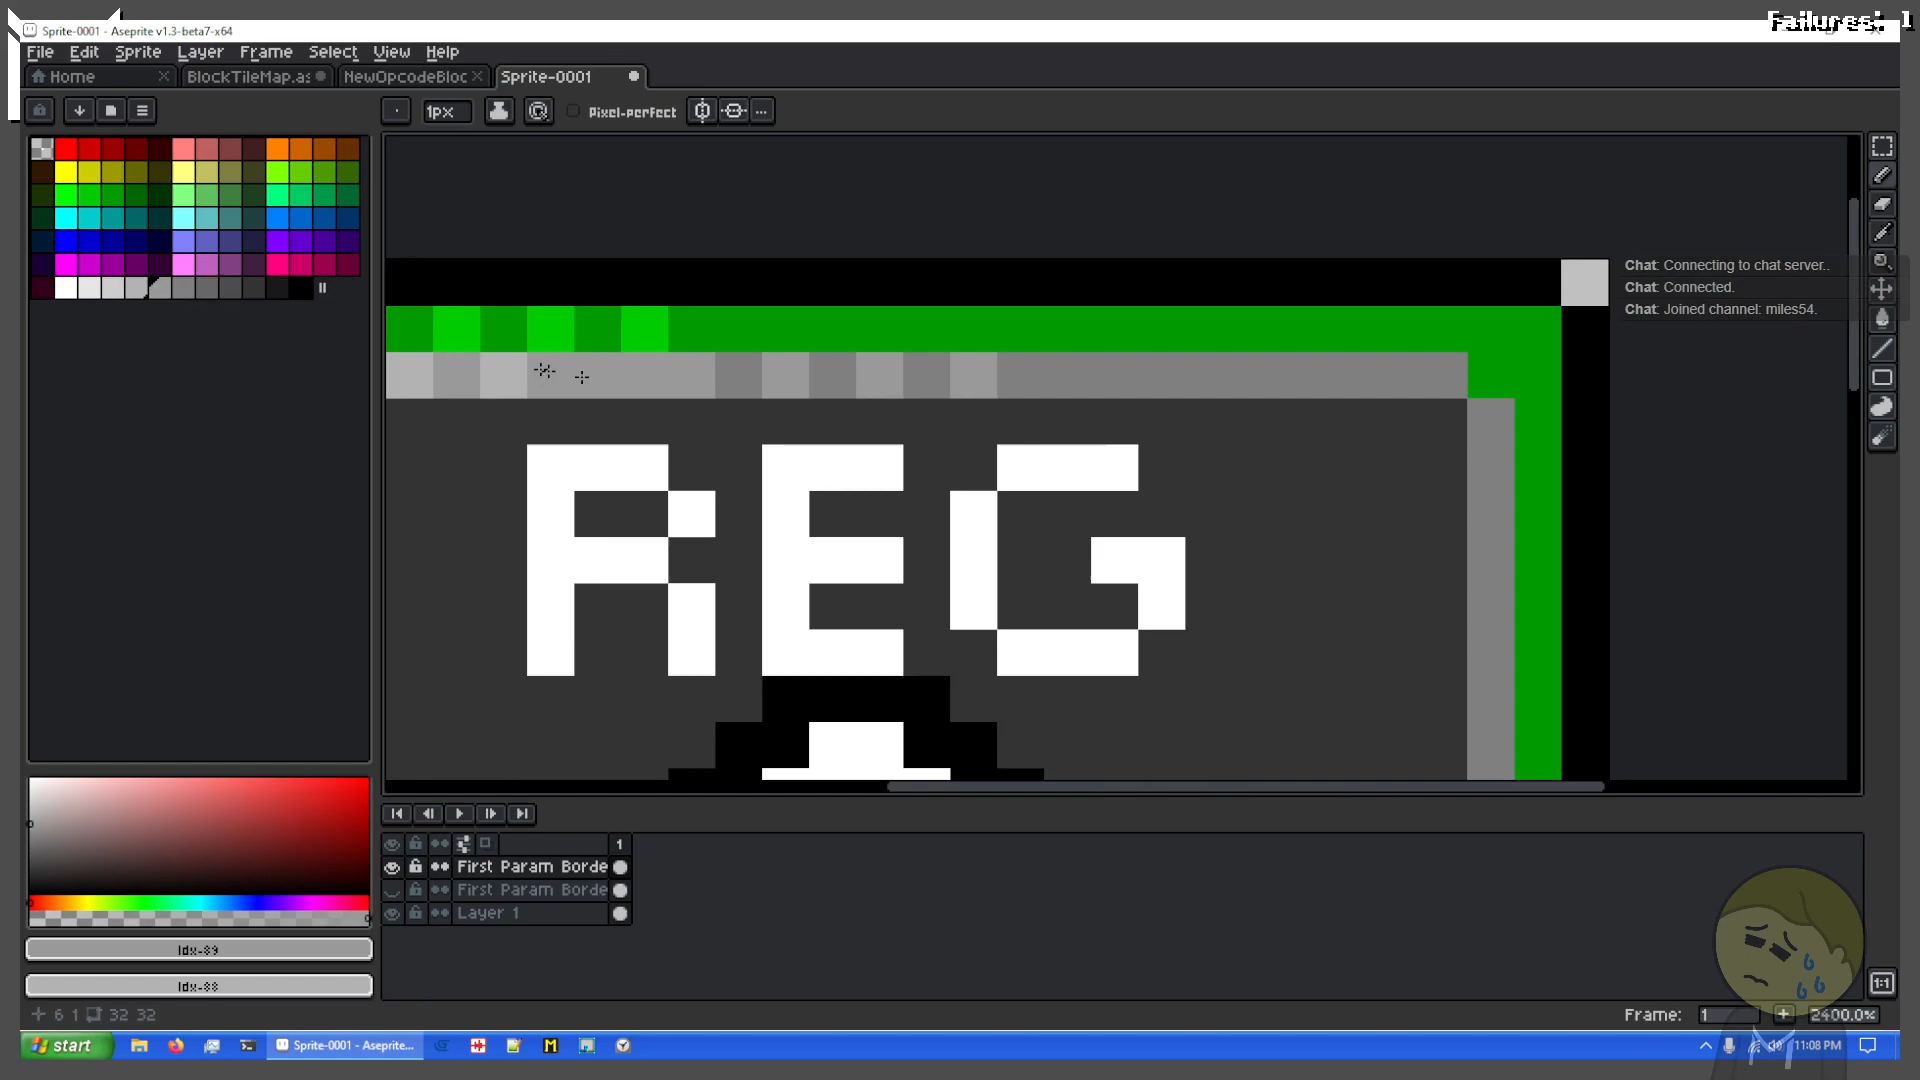 Failures: 1
Sprite-0001 - Aseprite v1.3-beta7-x64
File Edit Sprite Layer Frame Select View Help
Home BlockTileMap.as NewOpcodeBloc Sprite-0001
1px Pixel-perfect
Chat: Connecting to chat server..
Chat: Connected.
Chat: Joined channel: miles54.
REG
1
First Param Borde
First Param Borde
Layer 1
Idx-89
Idx-88
6 1 32 32
Frame: 1 + 2400.0%
1:1
start Sprite-0001 - Aseprite... M 11:08 PM